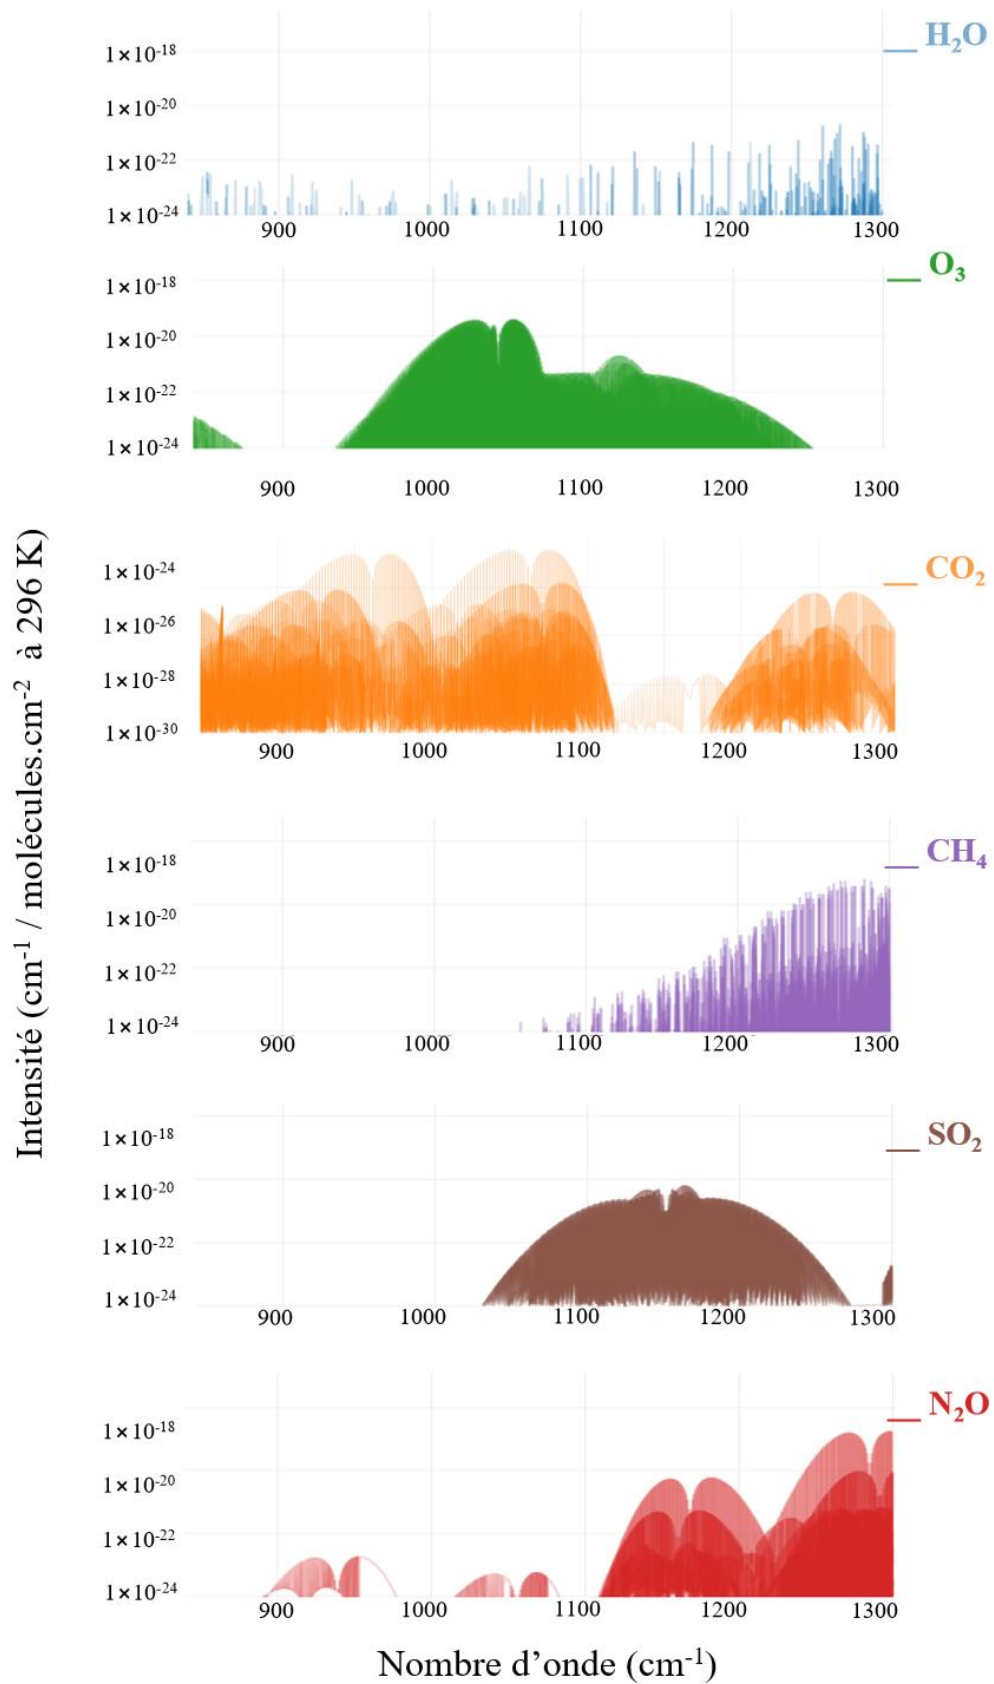 H₂O
1×10⁻¹⁸
1×10⁻²⁰
1×10⁻²²
1×10⁻²⁴
900 1000 1100 1200 1300
O₃
1×10⁻¹⁸
1×10⁻²⁰
1×10⁻²²
1×10⁻²⁴
900 1000 1100 1200 1300
CO₂
1×10⁻²⁴
1×10⁻²⁶
1×10⁻²⁸
1×10⁻³⁰
900 1000 1100 1200 1300
CH₄
1×10⁻¹⁸
1×10⁻²⁰
1×10⁻²²
1×10⁻²⁴
900 1000 1100 1200 1300
SO₂
1×10⁻¹⁸
1×10⁻²⁰
1×10⁻²²
1×10⁻²⁴
900 1000 1100 1200 1300
N₂O
1×10⁻¹⁸
1×10⁻²⁰
1×10⁻²²
1×10⁻²⁴
900 1000 1100 1200 1300
Intensité (cm⁻¹ / molécules.cm⁻² à 296 K)
Nombre d’onde (cm⁻¹)